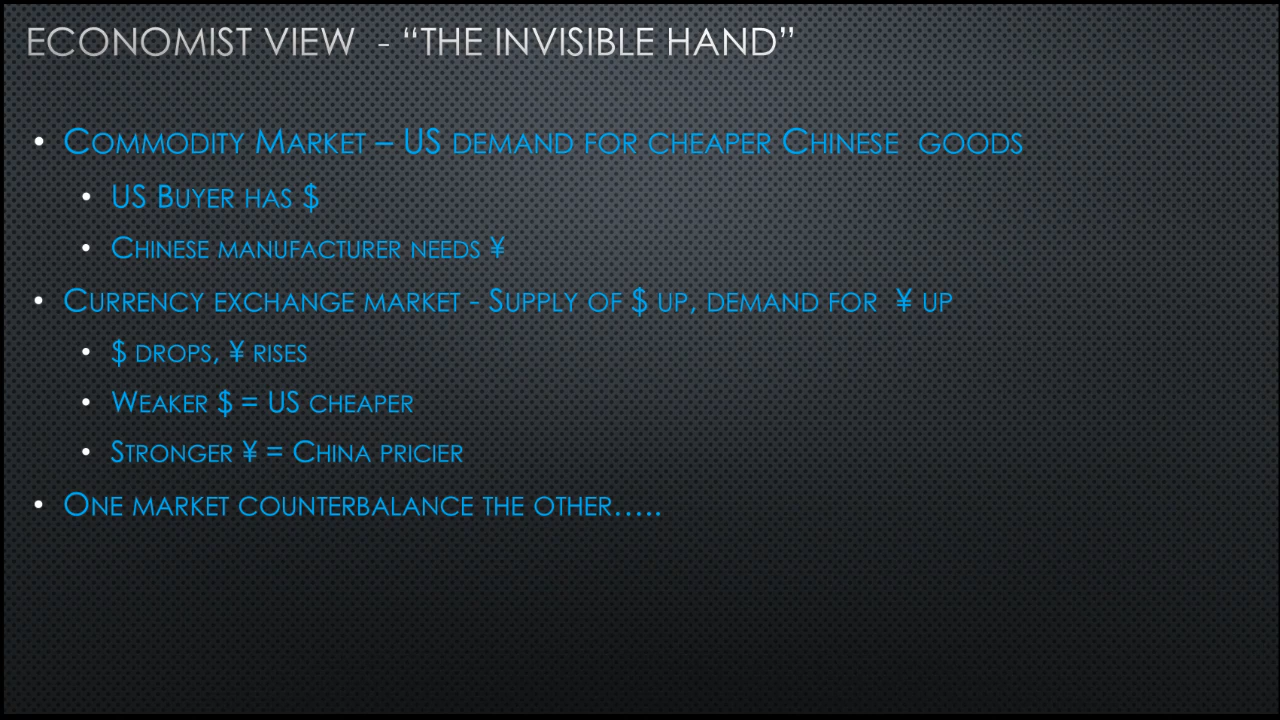 ECONOMIST VIEW - “THE INVISIBLE HAND”
• COMMODITY MARKET – US DEMAND FOR CHEAPER CHINESE GOODS
• US BUYER HAS $
• CHINESE MANUFACTURER NEEDS ¥
• CURRENCY EXCHANGE MARKET - SUPPLY OF $ UP, DEMAND FOR ¥ UP
• $ DROPS, ¥ RISES
• WEAKER $ = US CHEAPER
• STRONGER ¥ = CHINA PRICIER
• ONE MARKET COUNTERBALANCE THE OTHER…..